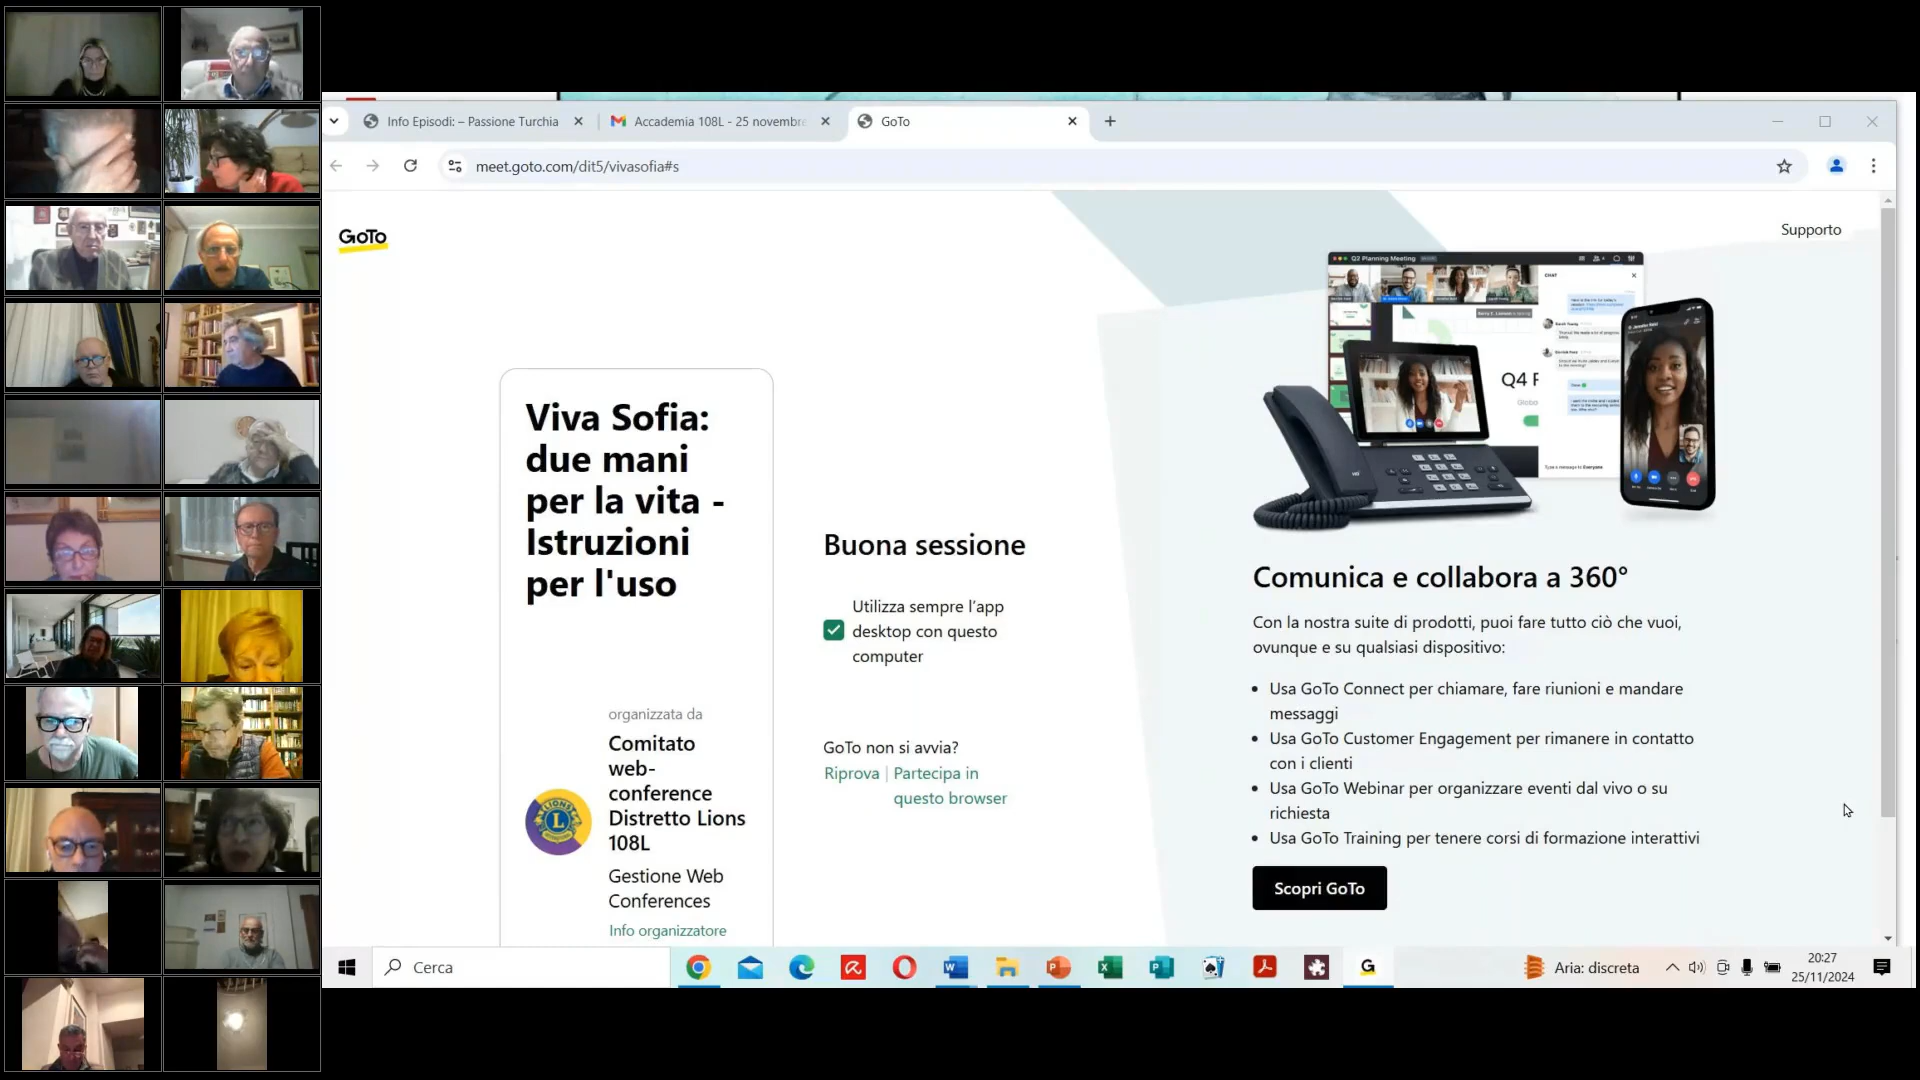 Info Episodi: – Passione Turchia
Accademia 108L - 25 novembre
GoTo
meet.goto.com/dit5/vivasofia#s
GoTo
Supporto
Q2 Planning Meeting
CHAT
Q4
Viva Sofia:
due mani
per la vita -
Istruzioni
per l'uso
organizzata da
Comitato
web-
conference
Distretto Lions
108L
Gestione Web
Conferences
Info organizzatore
LIONS
L
Buona sessione
Utilizza sempre l’app
desktop con questo
computer
GoTo non si avvia?
Riprova | Partecipa in
questo browser
Comunica e collabora a 360°
Con la nostra suite di prodotti, puoi fare tutto ciò che vuoi,
ovunque e su qualsiasi dispositivo:
• Usa GoTo Connect per chiamare, fare riunioni e mandare
messaggi
• Usa GoTo Customer Engagement per rimanere in contatto
con i clienti
• Usa GoTo Webinar per organizzare eventi dal vivo o su
richiesta
• Usa GoTo Training per tenere corsi di formazione interattivi
Scopri GoTo
Cerca
Aria: discreta
20:27
25/11/2024